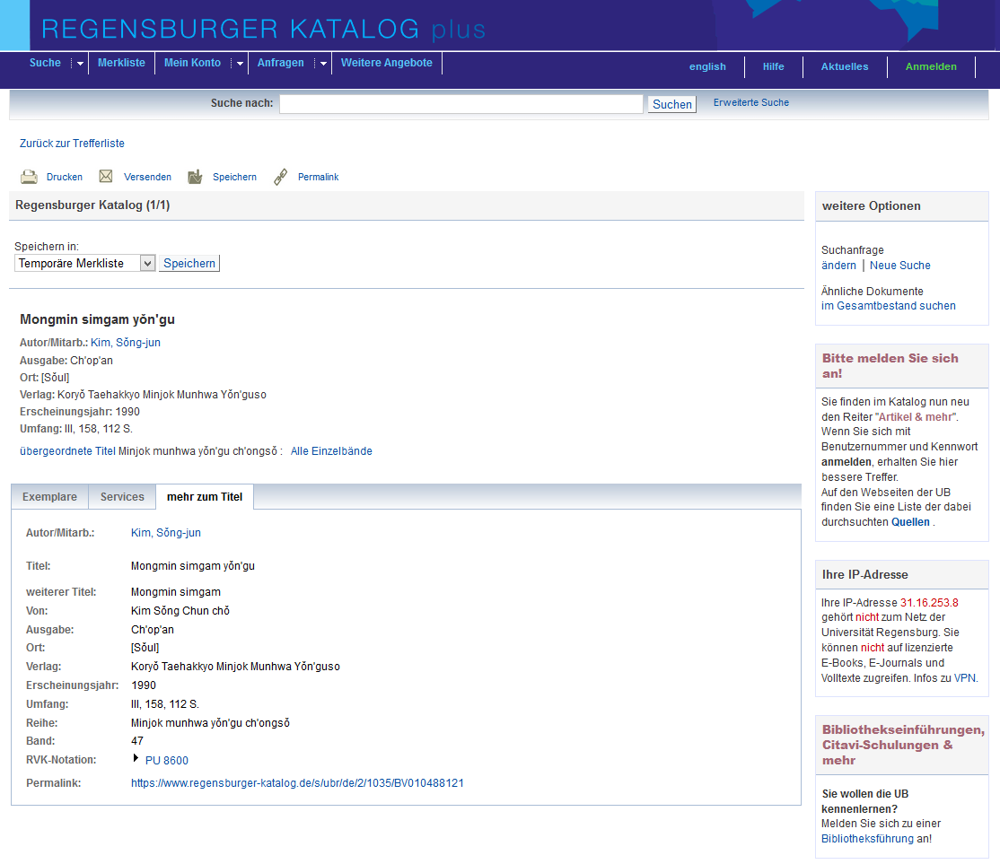 REGENSBURGER KATALOG plus
Suche Merkliste Mein Konto Anfragen Weitere Angebote
english Hilfe Aktuelles Anmelden
Suche nach: Suchen Erweiterte Suche
Zurück zur Trefferliste
Drucken Versenden Speichern Permalink
Regensburger Katalog (1/1)
Speichern in:
Temporäre Merkliste Speichern
Mongmin simgam yŏn'gu
Autor/Mitarb.: Kim, Sŏng-jun
Ausgabe: Ch'op'an
Ort: [Sŏul]
Verlag: Koryŏ Taehakkyo Minjok Munhwa Yŏn'guso
Erscheinungsjahr: 1990
Umfang: III, 158, 112 S.
übergeordnete Titel Minjok munhwa yŏn'gu ch'ongsŏ : Alle Einzelbände
Exemplare Services mehr zum Titel
Autor/Mitarb.: Kim, Sŏng-jun
Titel: Mongmin simgam yŏn'gu
weiterer Titel: Mongmin simgam
Von: Kim Sŏng Chun chŏ
Ausgabe: Ch'op'an
Ort: [Sŏul]
Verlag: Koryŏ Taehakkyo Minjok Munhwa Yŏn'guso
Erscheinungsjahr: 1990
Umfang: III, 158, 112 S.
Reihe: Minjok munhwa yŏn'gu ch'ongsŏ
Band: 47
RVK-Notation: PU 8600
Permalink: https://www.regensburger-katalog.de/s/ubr/de/2/1035/BV010488121
weitere Optionen
Suchanfrage
ändern | Neue Suche
Ähnliche Dokumente
im Gesamtbestand suchen
Bitte melden Sie sich
an!
Sie finden im Katalog nun neu
den Reiter "Artikel & mehr".
Wenn Sie sich mit
Benutzernummer und Kennwort
anmelden, erhalten Sie hier
bessere Treffer.
Auf den Webseiten der UB
finden Sie eine Liste der dabei
durchsuchten Quellen .
Ihre IP-Adresse
Ihre IP-Adresse 31.16.253.8
gehört nicht zum Netz der
Universität Regensburg. Sie
können nicht auf lizenzierte
E-Books, E-Journals und
Volltexte zugreifen. Infos zu VPN.
Bibliothekseinführungen,
Citavi-Schulungen &
mehr
Sie wollen die UB
kennenlernen?
Melden Sie sich zu einer
Bibliotheksführung an!